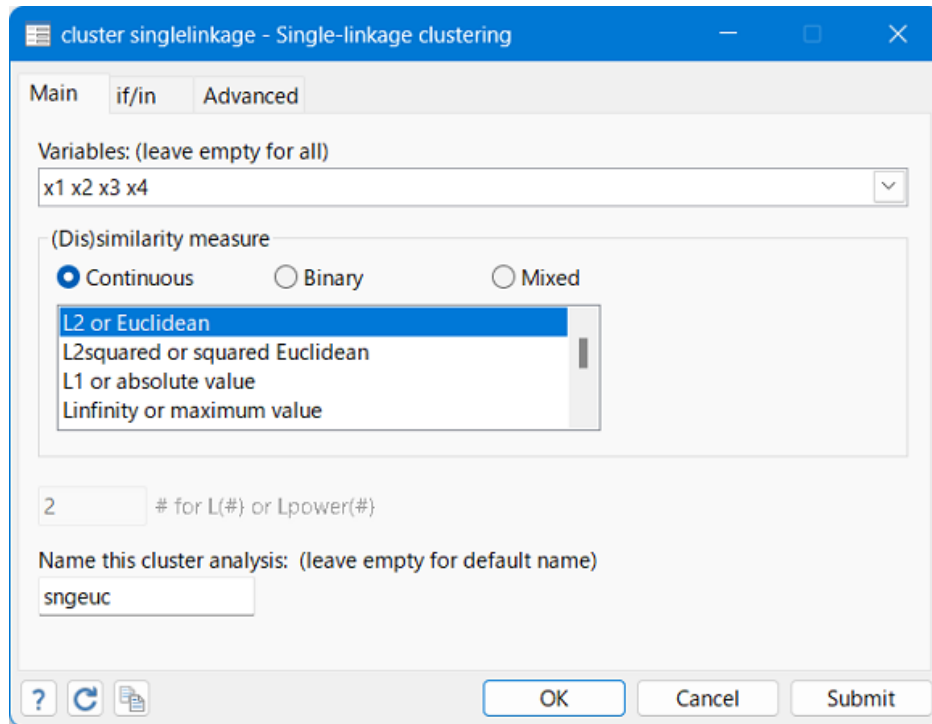 cluster singlelinkage - Single-linkage clustering
Main if/in Advanced
Variables: (leave empty for all)
x1 x2 x3 x4
(Dis)similarity measure
Continuous Binary Mixed
L2 or Euclidean
L2squared or squared Euclidean
L1 or absolute value
Linfinity or maximum value
2 # for L(#) or Lpower(#)
Name this cluster analysis: (leave empty for default name)
sngeuc
? OK Cancel Submit